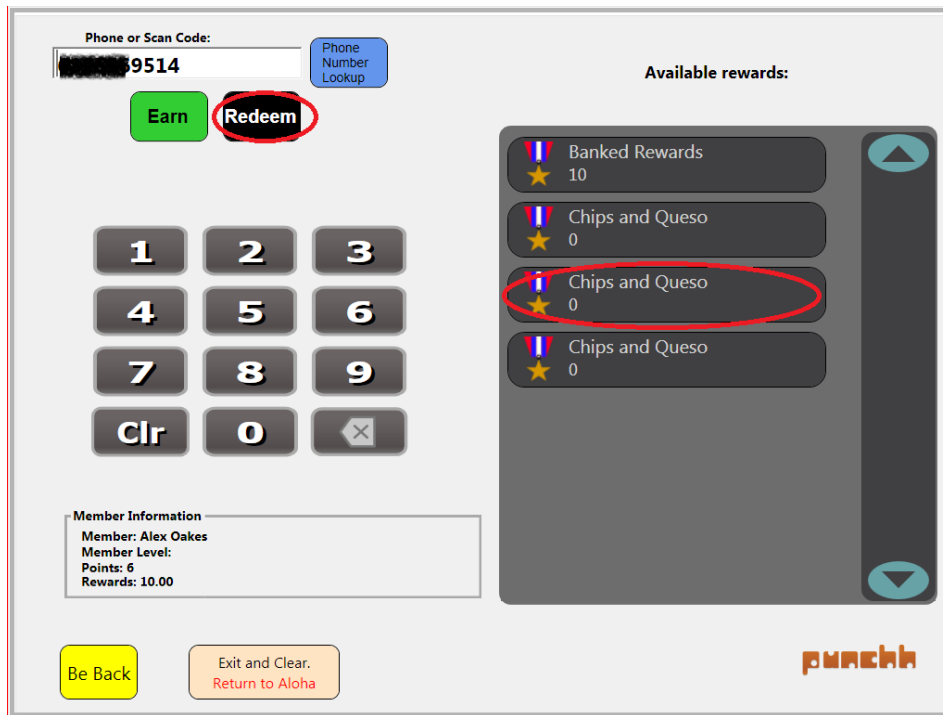 Phone or Scan Code:
9514
Phone
Number
Lookup
Earn
Redeem
1
2
3
4
5
6
7
8
9
Clr
0
Member Information
Member: Alex Oakes
Member Level:
Points: 6
Rewards: 10.00
Be Back
Exit and Clear.
Return to Aloha
Available rewards:
Banked Rewards
10
Chips and Queso
0
Chips and Queso
0
Chips and Queso
0
punchh